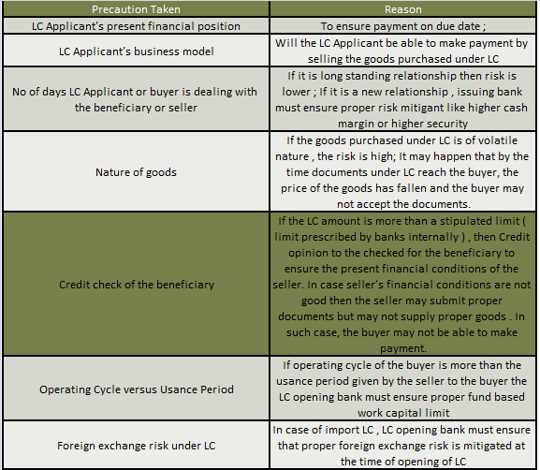 Precaution Taken
Reason
LC Applicant's present financial position
To ensure payment on due date ;
LC Applicant's business model
Will the LC Applicant be able to make payment by
selling the goods purchased under LC
No of days LC Applicant or buyer is dealing with
the beneficiary or seller
If it is long standing relationship then risk is
lower ; If it is a new relationship , issuing bank
must ensure proper risk mitigant like higher cash
margin or higher security
Nature of goods
If the goods purchased under LC is of volatile
nature , the risk is high; It may happen that by the
time documents under LC reach the buyer, the
price of the goods has fallen and the buyer may
not accept the documents.
Credit check of the beneficiary
If the LC amount is more than a stipulated limit (
limit prescribed by banks internally ) , then Credit
opinion to the checked for the beneficiary to
ensure the present financial conditions of the
seller. In case seller's financial conditions are not
good then the seller may submit proper
documents but may not supply proper goods . In
such case, the buyer may not be able to make
payment.
Operating Cycle versus Usance Period
If operating cycle of the buyer is more than the
usance period given by the seller to the buyer the
LC opening bank must ensure proper fund based
work capital limit
Foreign exchange risk under LC
In case of import LC , LC opening bank must ensure
that proper foreign exchange risk is mitigated at
the time of opening of LC